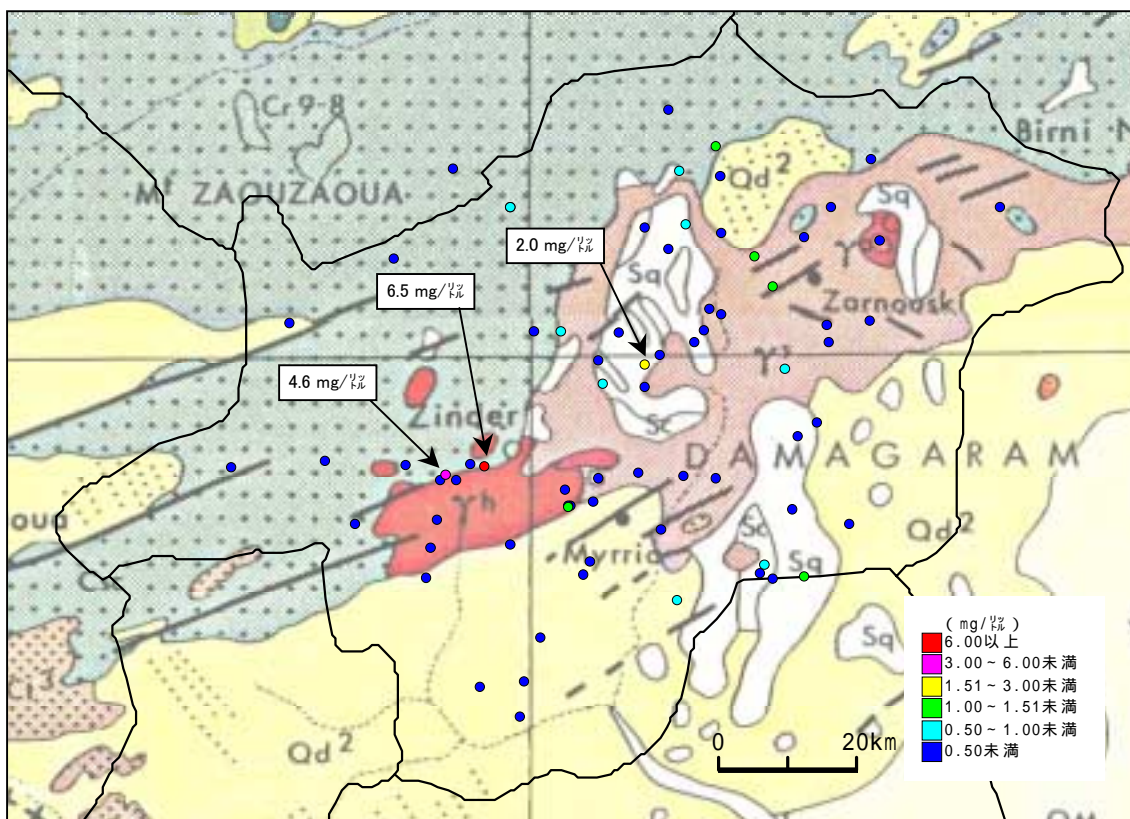 Cr 9-8
Mt ZAOUZAOUA
Birni N
Qd2
Sq
2.0 mg/㍑
6.5 mg/㍑
Sq
Zarnouski
4.6 mg/㍑
Zinder
Sc
DAMAGARAM
oua
γh
Sc
Qd2
Myrria
Sq
C
(mg/㍑)
6.00以上
3.00～6.00未満
1.51～3.00未満
1.00～1.51未満
0.50～1.00未満
0.50未満
Sq
Ci3
0 20km
Qd2